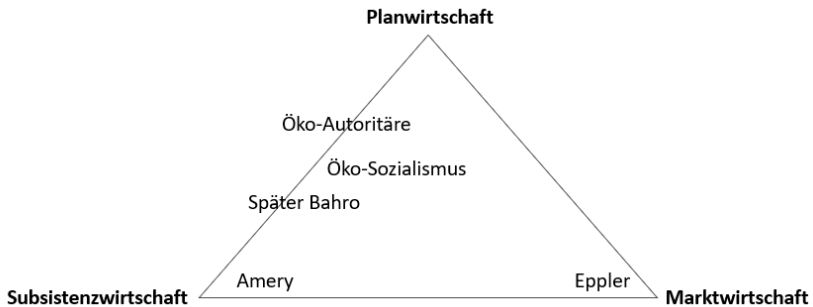 Planwirtschaft
Öko-Autoritäre
Öko-Sozialismus
Später Bahro
Amery
Eppler
Subsistenzwirtschaft
Marktwirtschaft